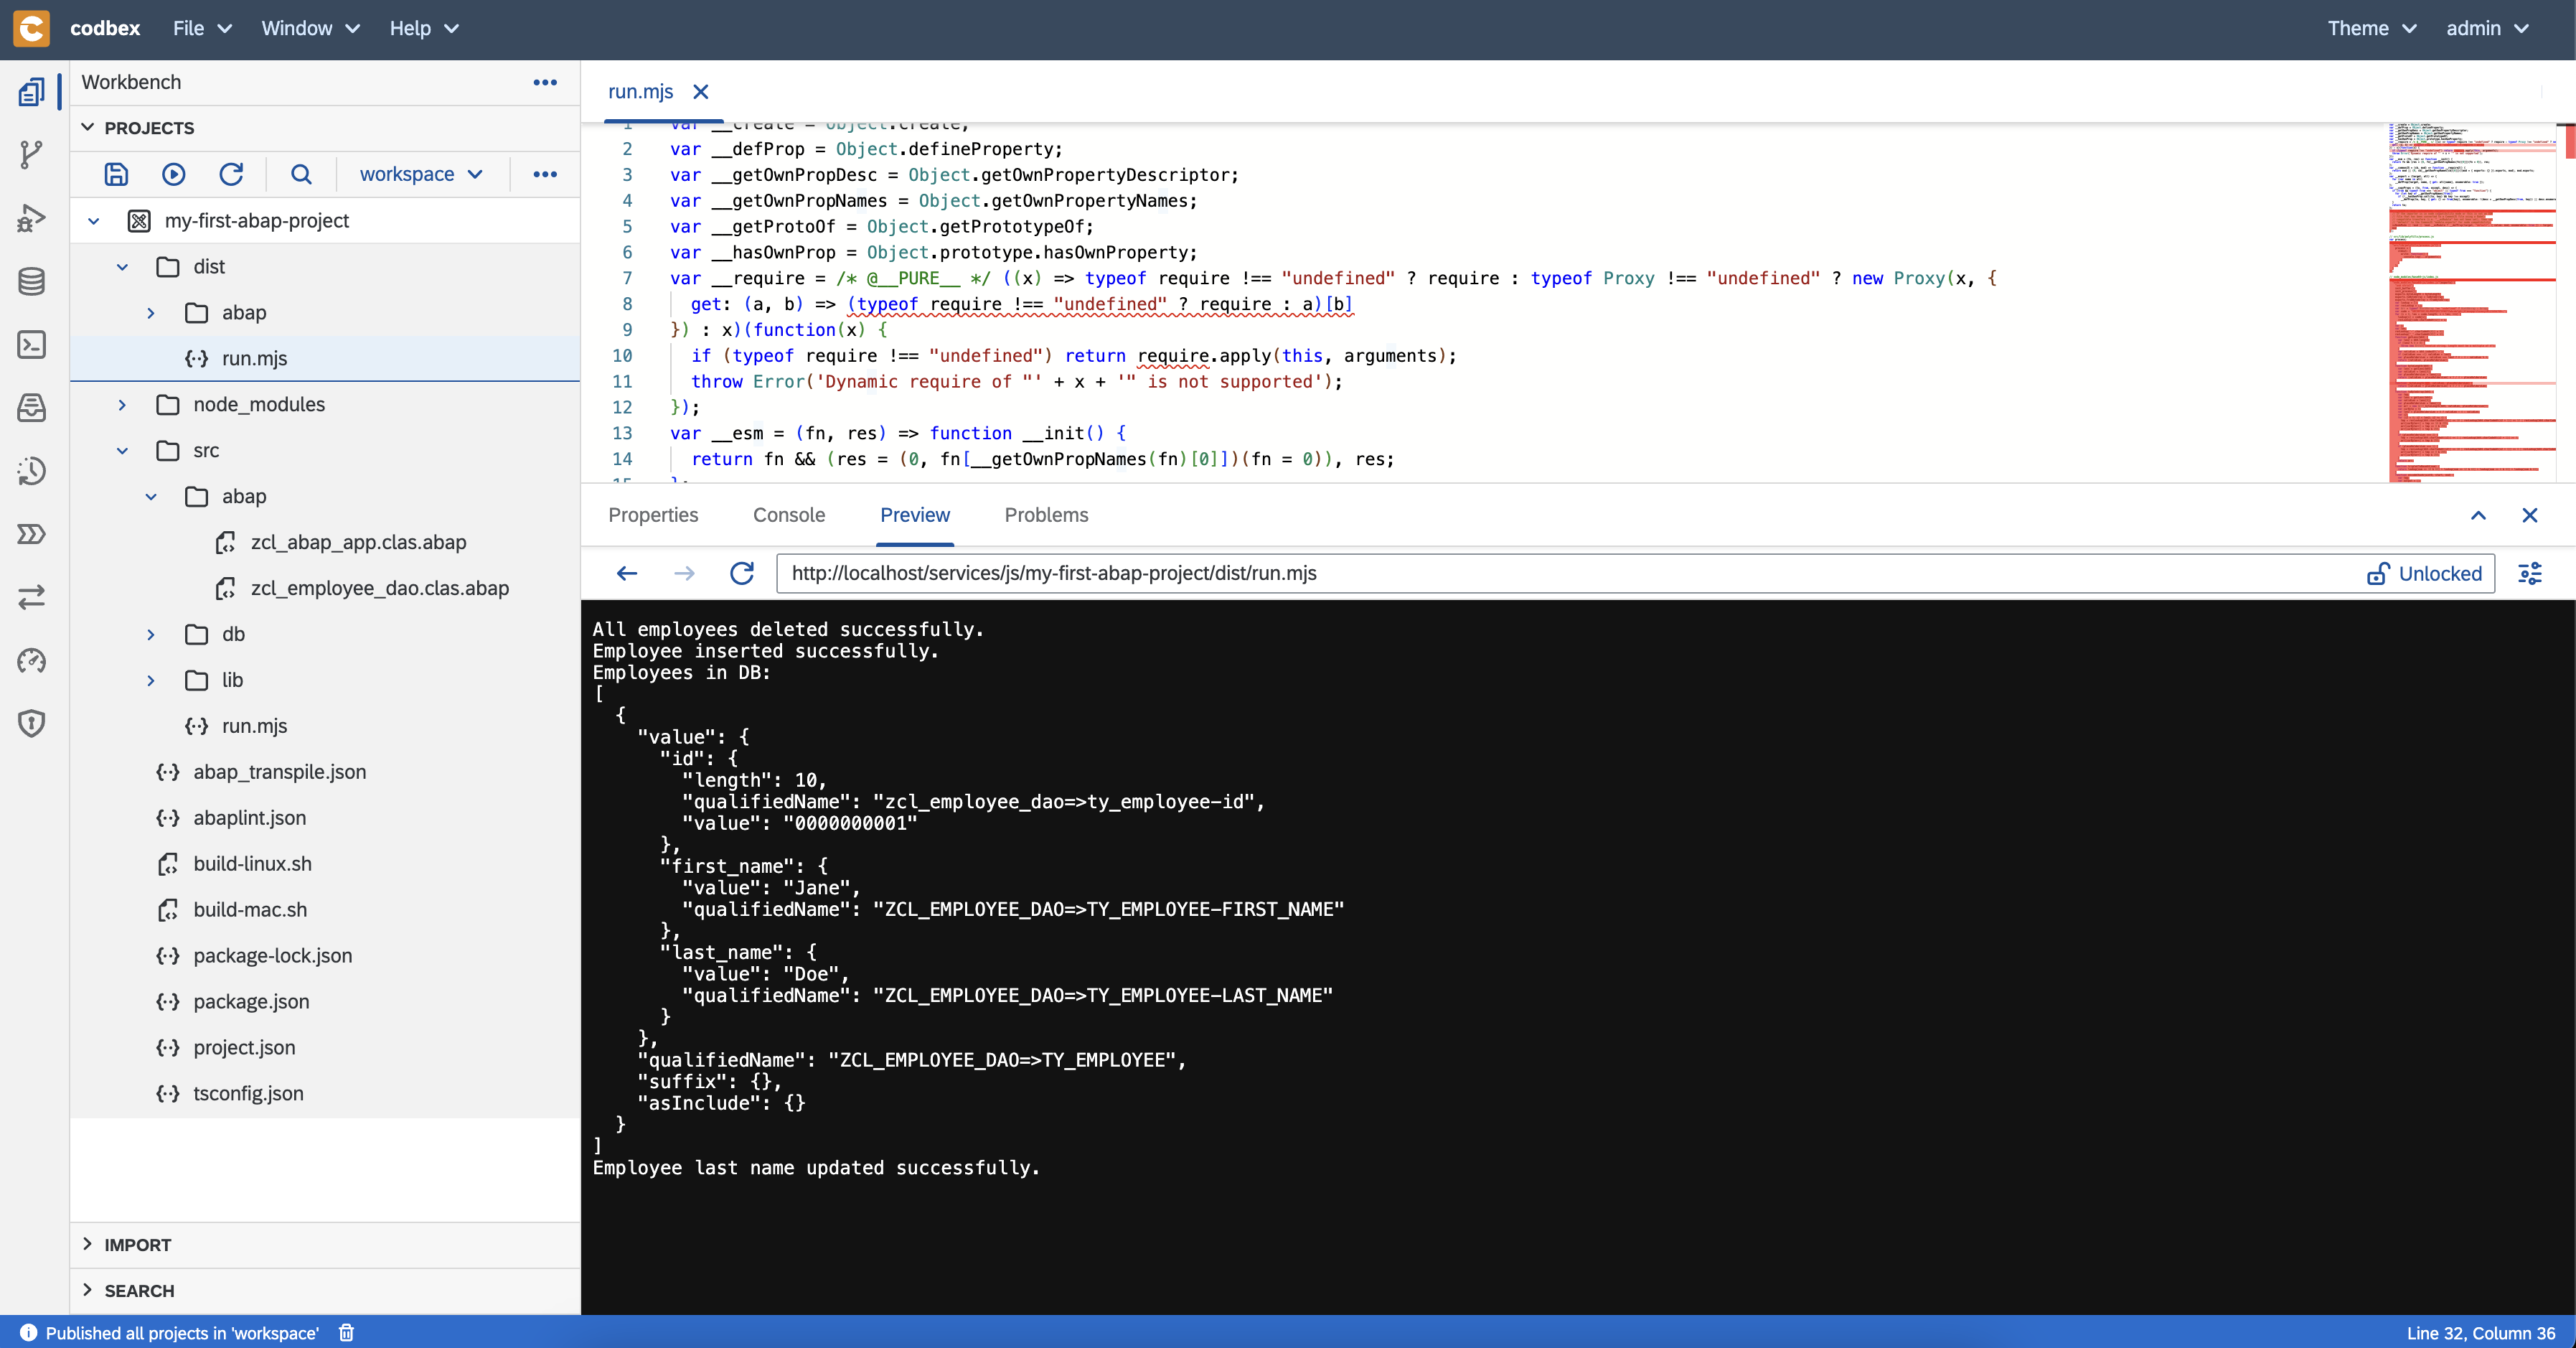 codbex File Window Help Theme admin
Workbench
PROJECTS
workspace
my-first-abap-project
dist
abap
run.mjs
node_modules
src
abap
zcl_abap_app.clas.abap
zcl_employee_dao.clas.abap
db
lib
run.mjs
abap_transpile.json
abaplint.json
build-linux.sh
build-mac.sh
package-lock.json
package.json
project.json
tsconfig.json
IMPORT
SEARCH
run.mjs
1 var __create = Object.create;
2 var __defProp = Object.defineProperty;
3 var __getOwnPropDesc = Object.getOwnPropertyDescriptor;
4 var __getOwnPropNames = Object.getOwnPropertyNames;
5 var __getProtoOf = Object.getPrototypeOf;
6 var __hasOwnProp = Object.prototype.hasOwnProperty;
7 var __require = /* @__PURE__ */ ((x) => typeof require !== "undefined" ? require : typeof Proxy !== "undefined" ? new Proxy(x, {
8 get: (a, b) => (typeof require !== "undefined" ? require : a)[b]
9 }) : x)(function(x) {
10 if (typeof require !== "undefined") return require.apply(this, arguments);
11 throw Error('Dynamic require of "' + x + '" is not supported');
12 });
13 var __esm = (fn, res) => function __init() {
14 return fn && (res = (0, fn[__getOwnPropNames(fn)[0]])(fn = 0)), res;
15 };
Properties Console Preview Problems
http://localhost/services/js/my-first-abap-project/dist/run.mjs Unlocked
All employees deleted successfully.
Employee inserted successfully.
Employees in DB:
[
{
"value": {
"id": {
"length": 10,
"qualifiedName": "zcl_employee_dao=>ty_employee-id",
"value": "0000000001"
},
"first_name": {
"value": "Jane",
"qualifiedName": "ZCL_EMPLOYEE_DAO=>TY_EMPLOYEE-FIRST_NAME"
},
"last_name": {
"value": "Doe",
"qualifiedName": "ZCL_EMPLOYEE_DAO=>TY_EMPLOYEE-LAST_NAME"
}
},
"qualifiedName": "ZCL_EMPLOYEE_DAO=>TY_EMPLOYEE",
"suffix": {},
"asInclude": {}
}
]
Employee last name updated successfully.
Published all projects in 'workspace' Line 32, Column 36